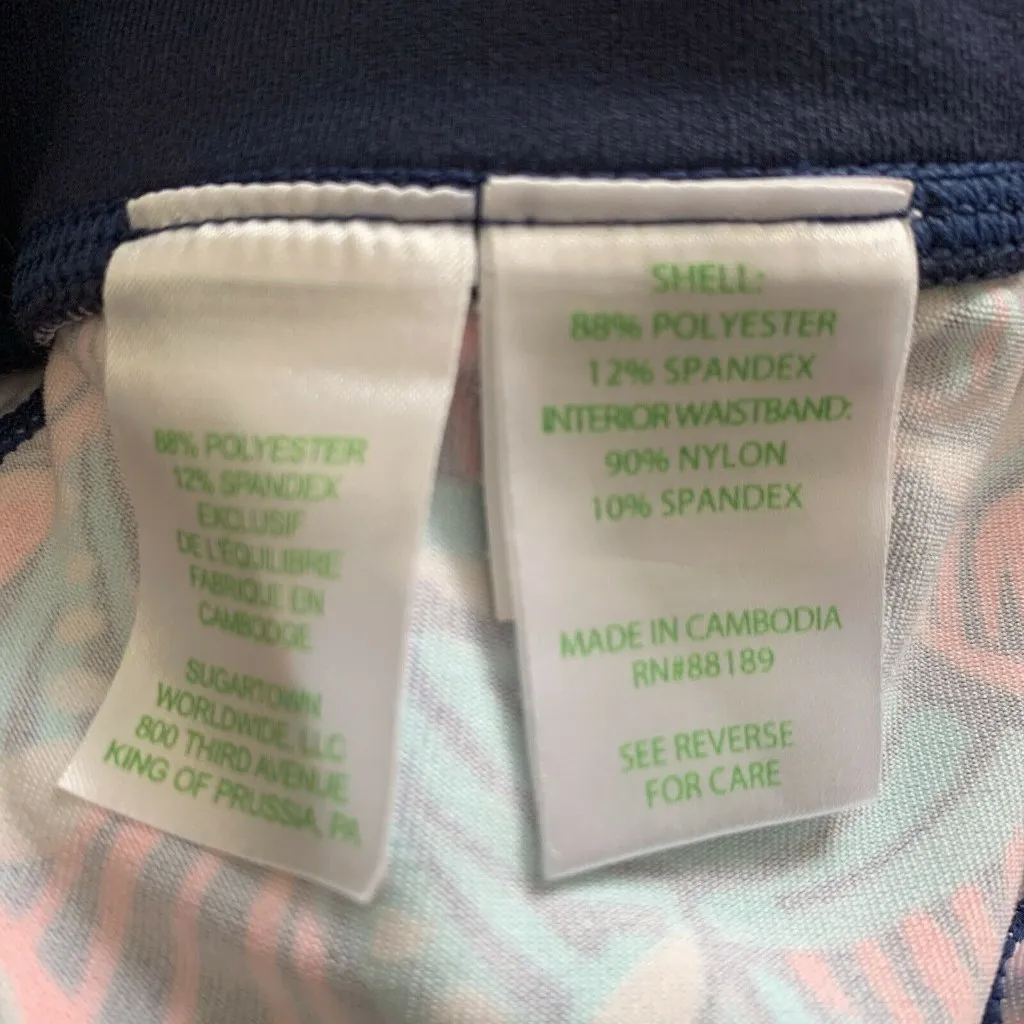 88% POLYESTER
12% SPANDEX
EXCLUSIF
DE L'ÉQUILIBRE
FABRIQUE EN
CAMBODGE
SUGARTOWN
WORLDWIDE, LLC
800 THIRD AVENUE
KING OF PRUSSIA, PA
SHELL:
88% POLYESTER
12% SPANDEX
INTERIOR WAISTBAND:
90% NYLON
10% SPANDEX
MADE IN CAMBODIA
RN#88189
SEE REVERSE
FOR CARE